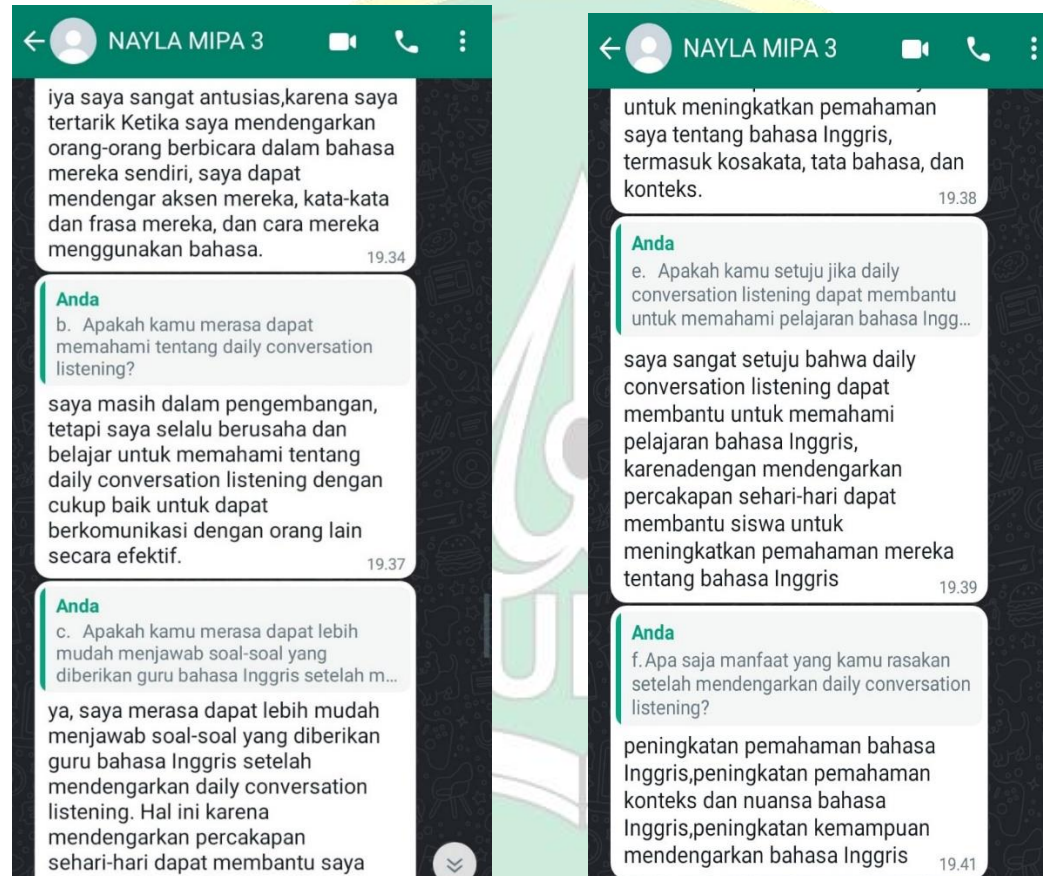 NAYLA MIPA 3
iya saya sangat antusias,karena saya
tertarik Ketika saya mendengarkan
orang-orang berbicara dalam bahasa
mereka sendiri, saya dapat
mendengar aksen mereka, kata-kata
dan frasa mereka, dan cara mereka
menggunakan bahasa.
19.34
Anda
b. Apakah kamu merasa dapat
memahami tentang daily conversation
listening?
saya masih dalam pengembangan,
tetapi saya selalu berusaha dan
belajar untuk memahami tentang
daily conversation listening dengan
cukup baik untuk dapat
berkomunikasi dengan orang lain
secara efektif.
19.37
Anda
c. Apakah kamu merasa dapat lebih
mudah menjawab soal-soal yang
diberikan guru bahasa Inggris setelah m...
ya, saya merasa dapat lebih mudah
menjawab soal-soal yang diberikan
guru bahasa Inggris setelah
mendengarkan daily conversation
listening. Hal ini karena
mendengarkan percakapan
sehari-hari dapat membantu saya
NAYLA MIPA 3
untuk meningkatkan pemahaman
saya tentang bahasa Inggris,
termasuk kosakata, tata bahasa, dan
konteks.
19.38
Anda
e. Apakah kamu setuju jika daily
conversation listening dapat membantu
untuk memahami pelajaran bahasa Ingg...
saya sangat setuju bahwa daily
conversation listening dapat
membantu untuk memahami
pelajaran bahasa Inggris,
karenadengan mendengarkan
percakapan sehari-hari dapat
membantu siswa untuk
meningkatkan pemahaman mereka
tentang bahasa Inggris
19.39
Anda
f. Apa saja manfaat yang kamu rasakan
setelah mendengarkan daily conversation
listening?
peningkatan pemahaman bahasa
Inggris,peningkatan pemahaman
konteks dan nuansa bahasa
Inggris,peningkatan kemampuan
mendengarkan bahasa Inggris
19.41